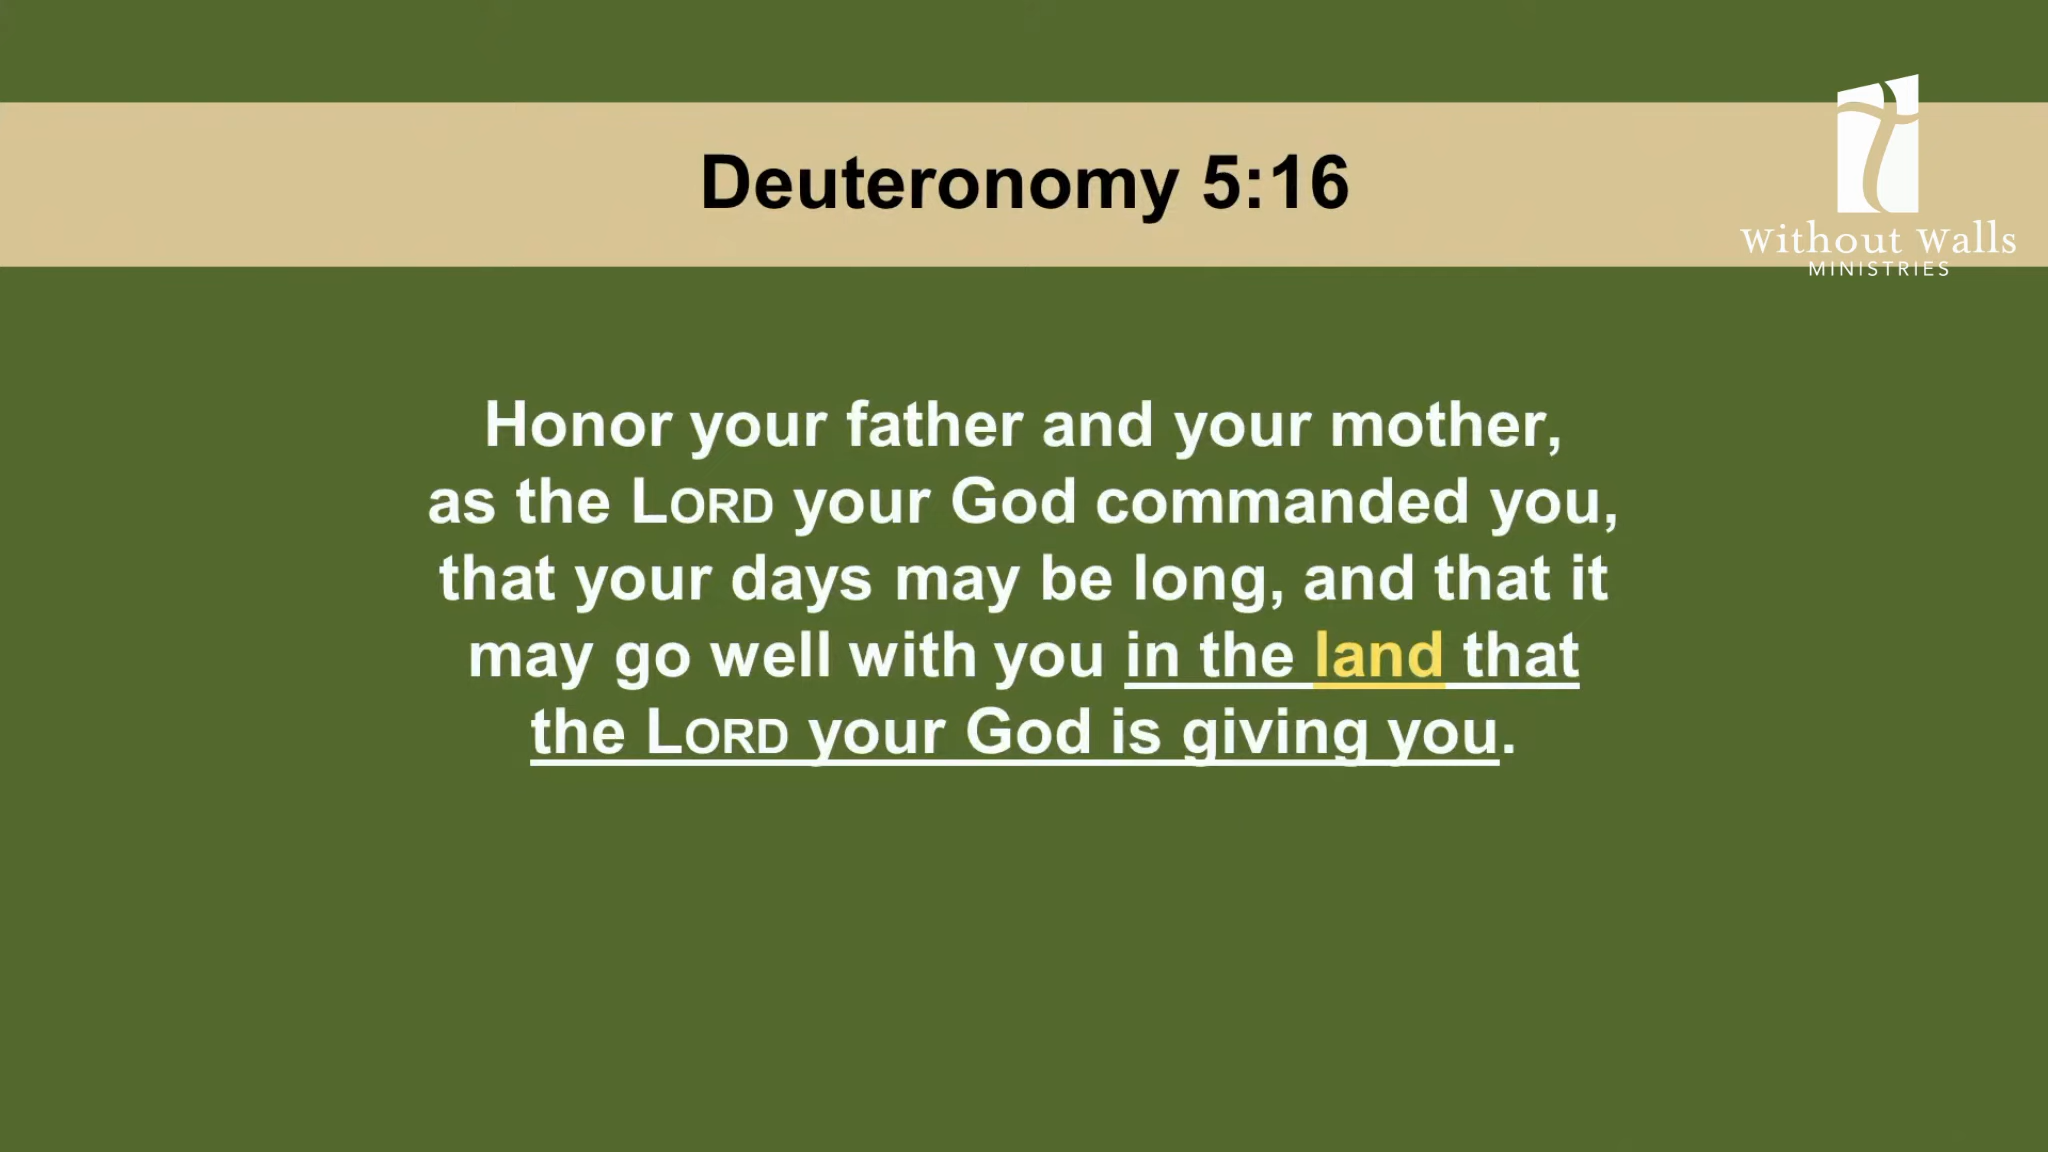 Deuteronomy 5:16
without walls
MINISTRIES
Honor your father and your mother,
as the LORD your God commanded you,
that your days may be long, and that it
may go well with you in the land that
the LORD your God is giving you.